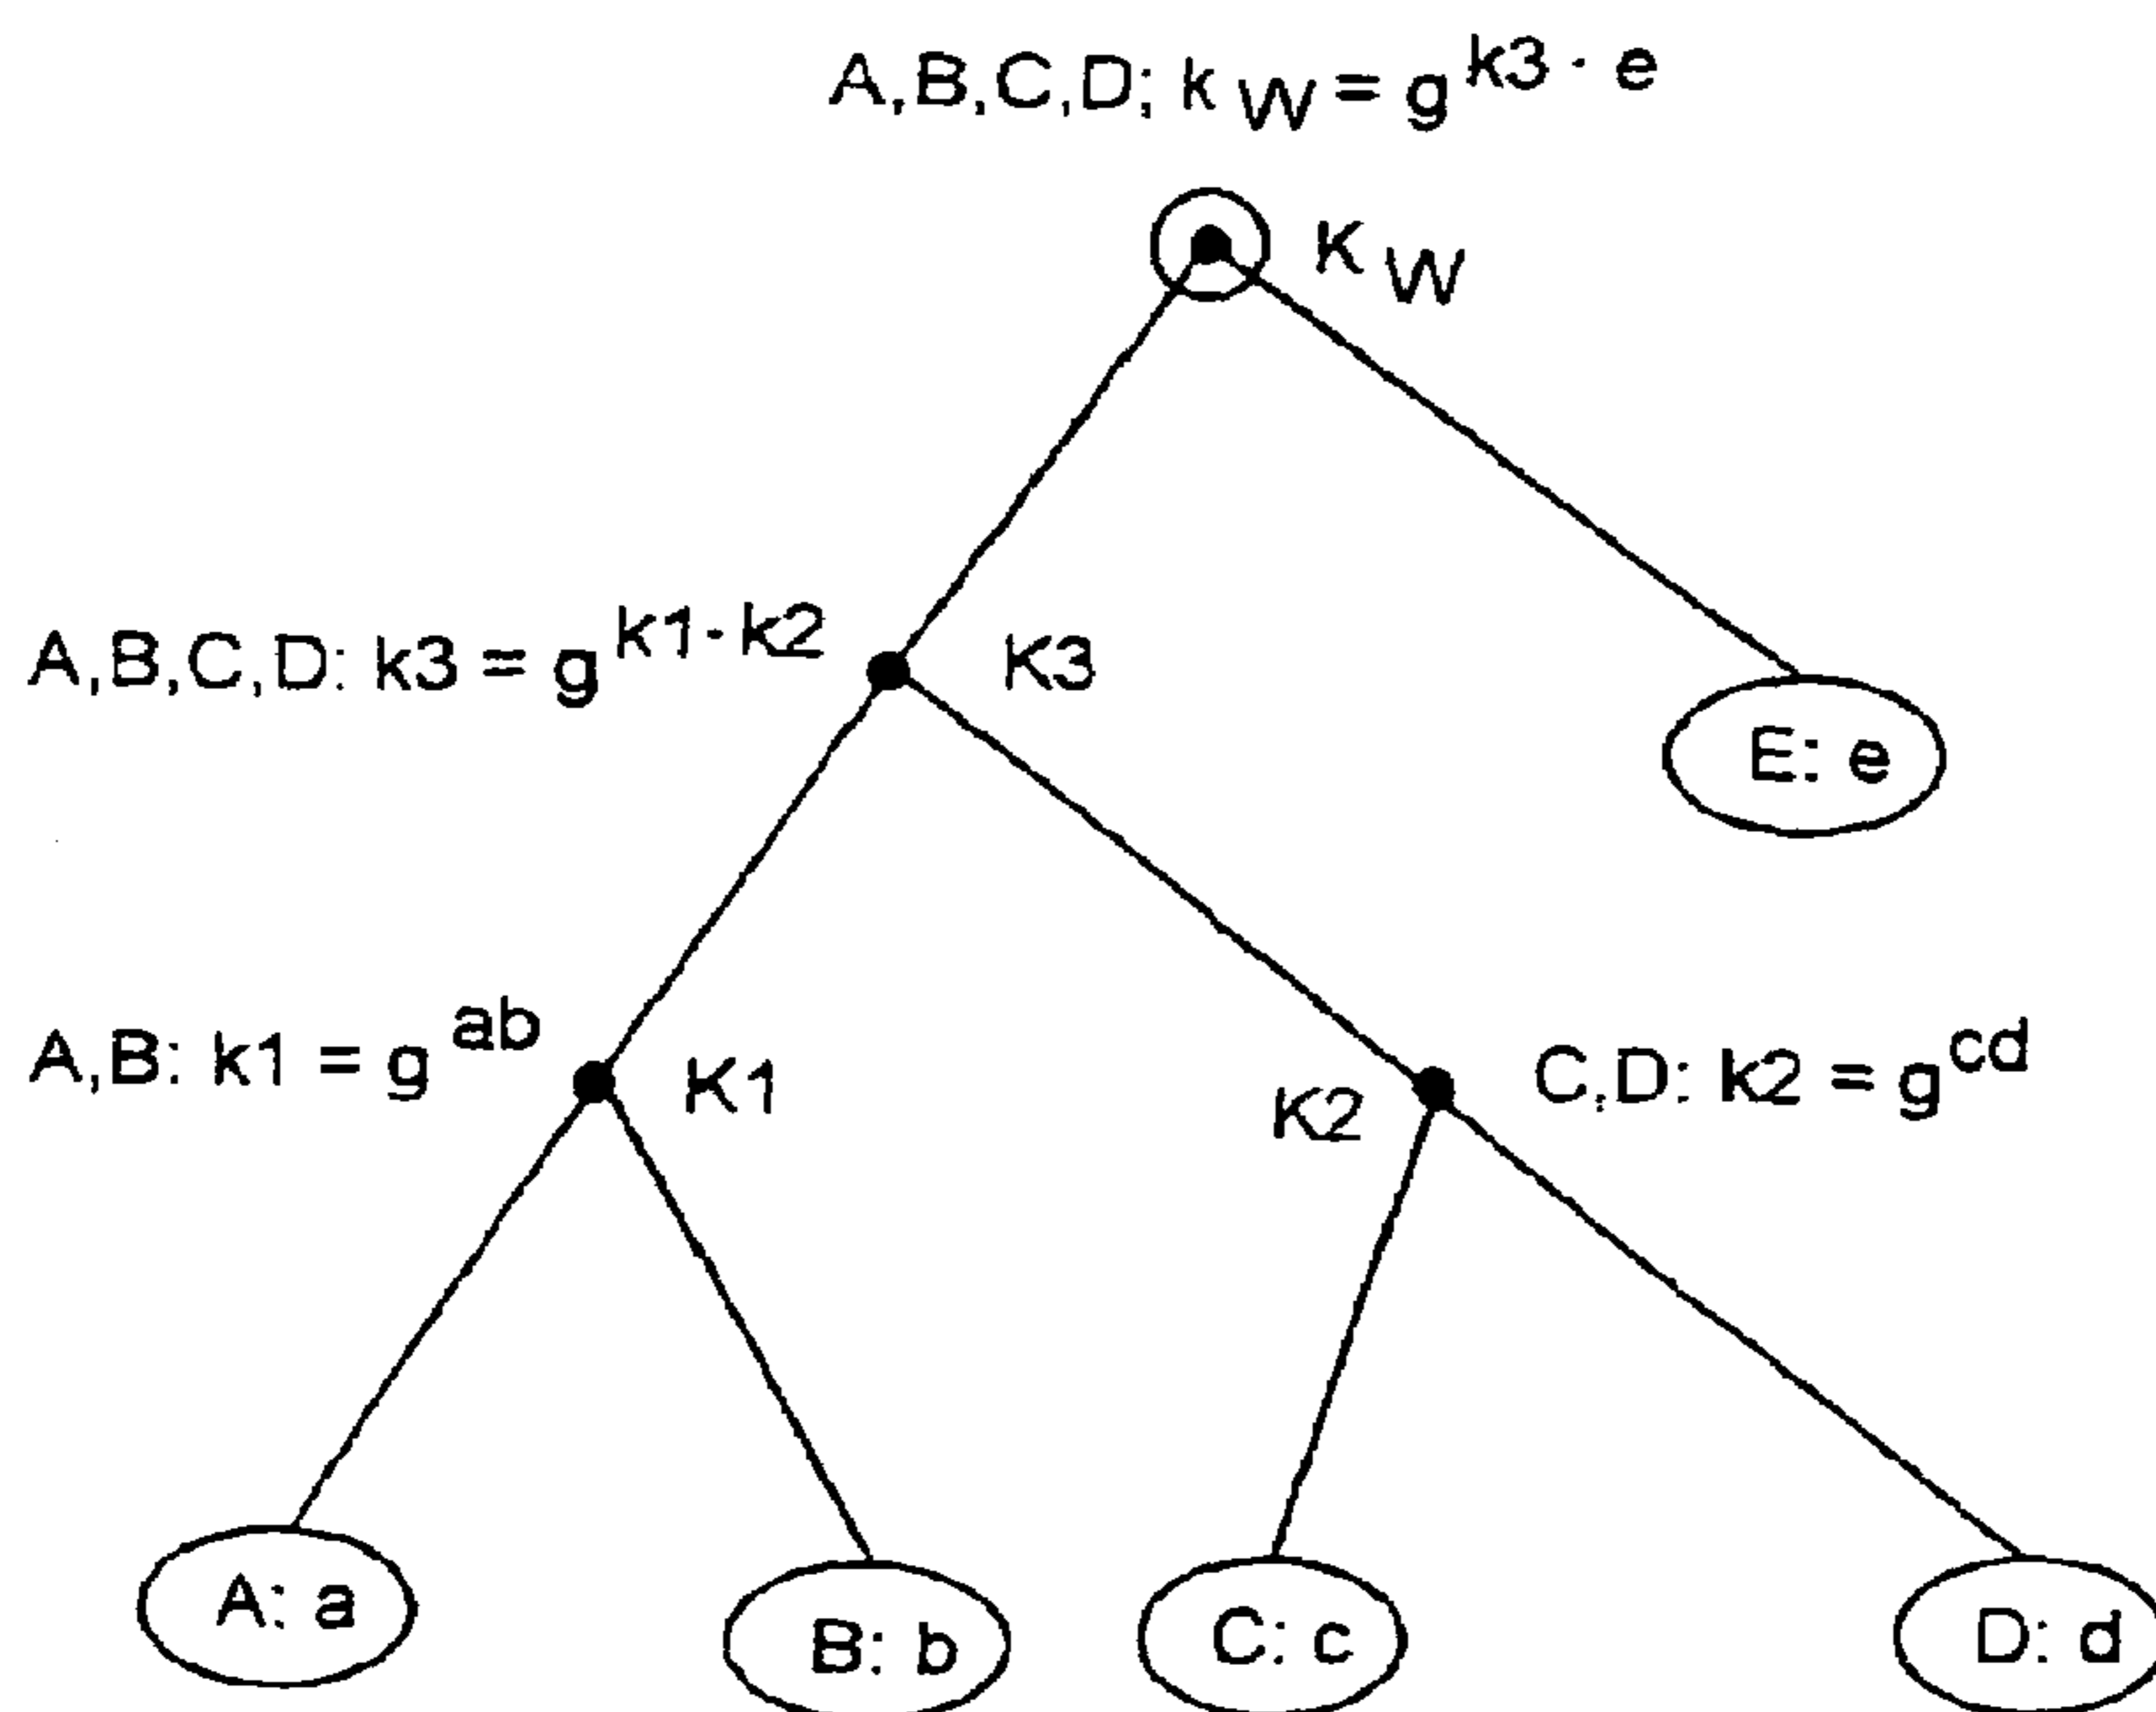 A,B,C,D; k W = g k3 · e
K W
A,B,C,D: k3 = g k1·k2
K3
E: e
A,B: k1 = g ab
K1
K2
C,D: k2 = g cd
A: a
B: b
C: c
D: d